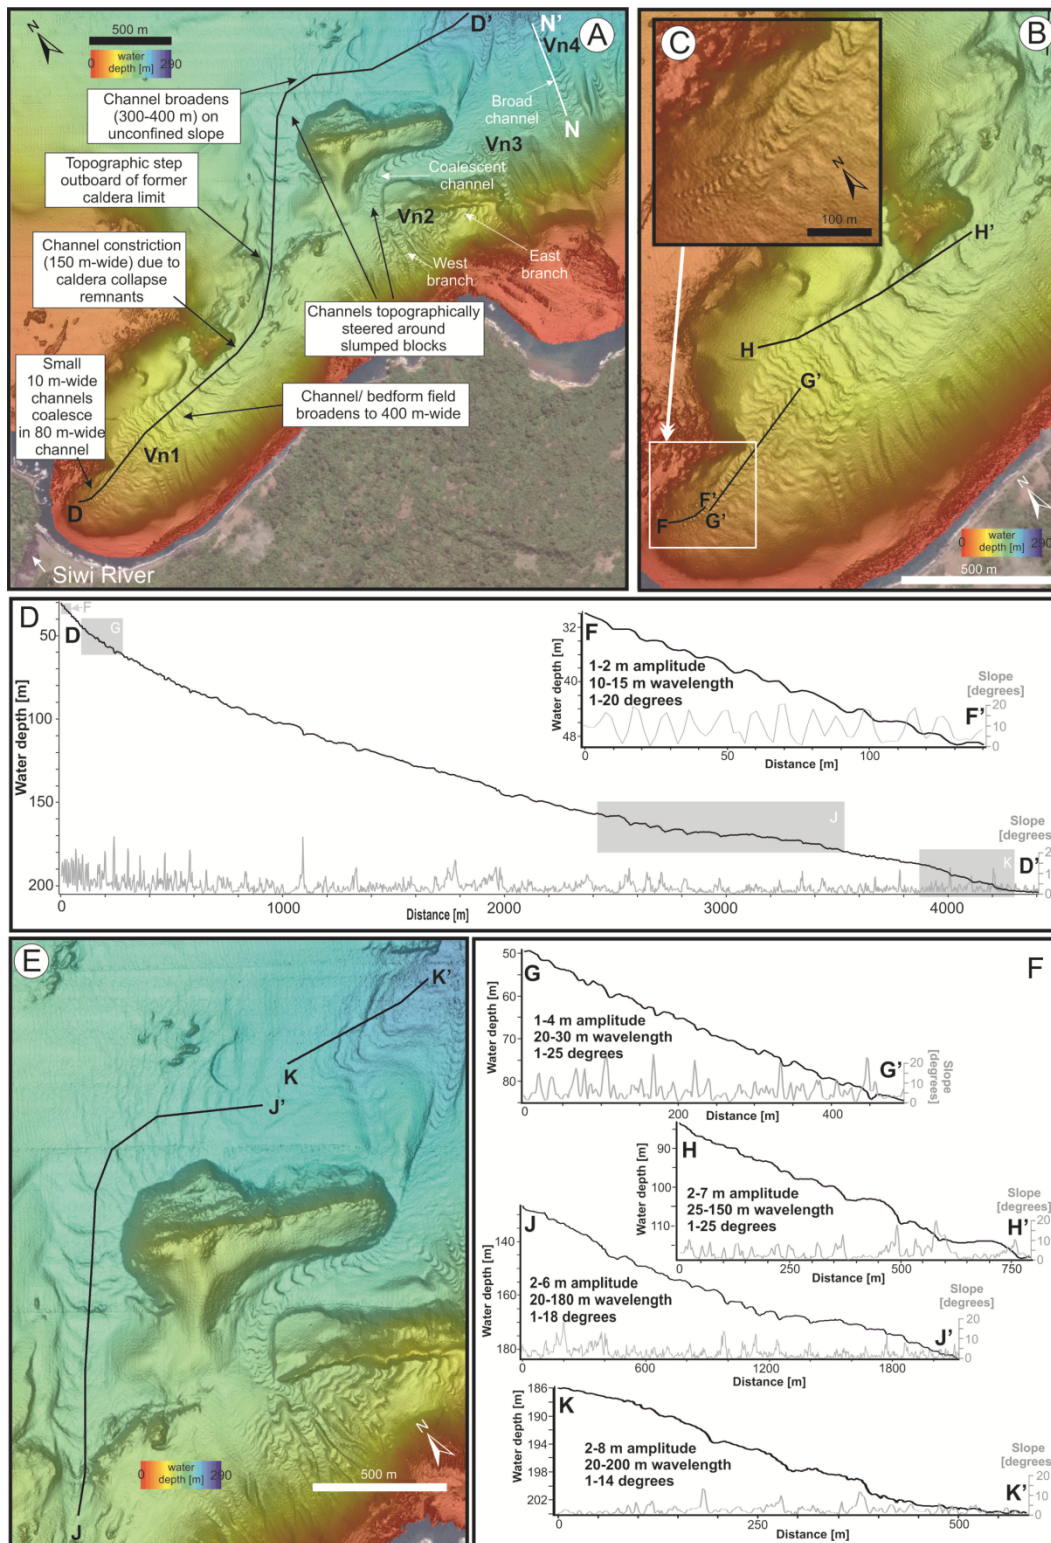 A
500 m
N
water
depth [m]
0
290
D'
N'
Vn4
Channel broadens
(300-400 m) on
unconfined slope
Broad
channel
N
Vn3
Topographic step
outboard of former
caldera limit
Coalescent
channel
Vn2
Channel constriction
(150 m-wide) due to
caldera collapse
remnants
West
branch
East
branch
Channels topographically
steered around
slumped blocks
Small
10 m-wide
channels
coalesce
in 80 m-wide
channel
Channel/ bedform field
broadens to 400 m-wide
Vn1
D
Siwi River
B
C
N
100 m
H'
H
G'
F'
F
G'
N
0
water
depth [m]
290
500 m
D
F
G
D
50
100
150
200
Water depth [m]
J
K
D'
Slope
[degrees]
0
1000
2000
3000
4000
Distance [m]
F
32
40
48
Water depth [m]
1-2 m amplitude
10-15 m wavelength
1-20 degrees
Slope
[degrees]
F'
20
10
0
0
50
100
Distance [m]
E
K'
K
J'
J
N
0
water
depth [m]
290
500 m
F
G
50
60
70
80
Water depth [m]
1-4 m amplitude
20-30 m wavelength
1-25 degrees
G'
Slope
[degrees]
20
10
0
0
200
400
Distance [m]
H
90
100
110
Water depth [m]
2-7 m amplitude
25-150 m wavelength
1-25 degrees
Slope
[degrees]
H'
20
10
0
0
250
500
750
Distance [m]
J
140
160
180
Water depth [m]
2-6 m amplitude
20-180 m wavelength
1-18 degrees
Slope
[degrees]
J'
20
10
0
0
600
1200
1800
Distance [m]
K
186
190
194
198
202
Water depth [m]
2-8 m amplitude
20-200 m wavelength
1-14 degrees
Slope
[degrees]
K'
20
10
0
0
250
500
Distance [m]